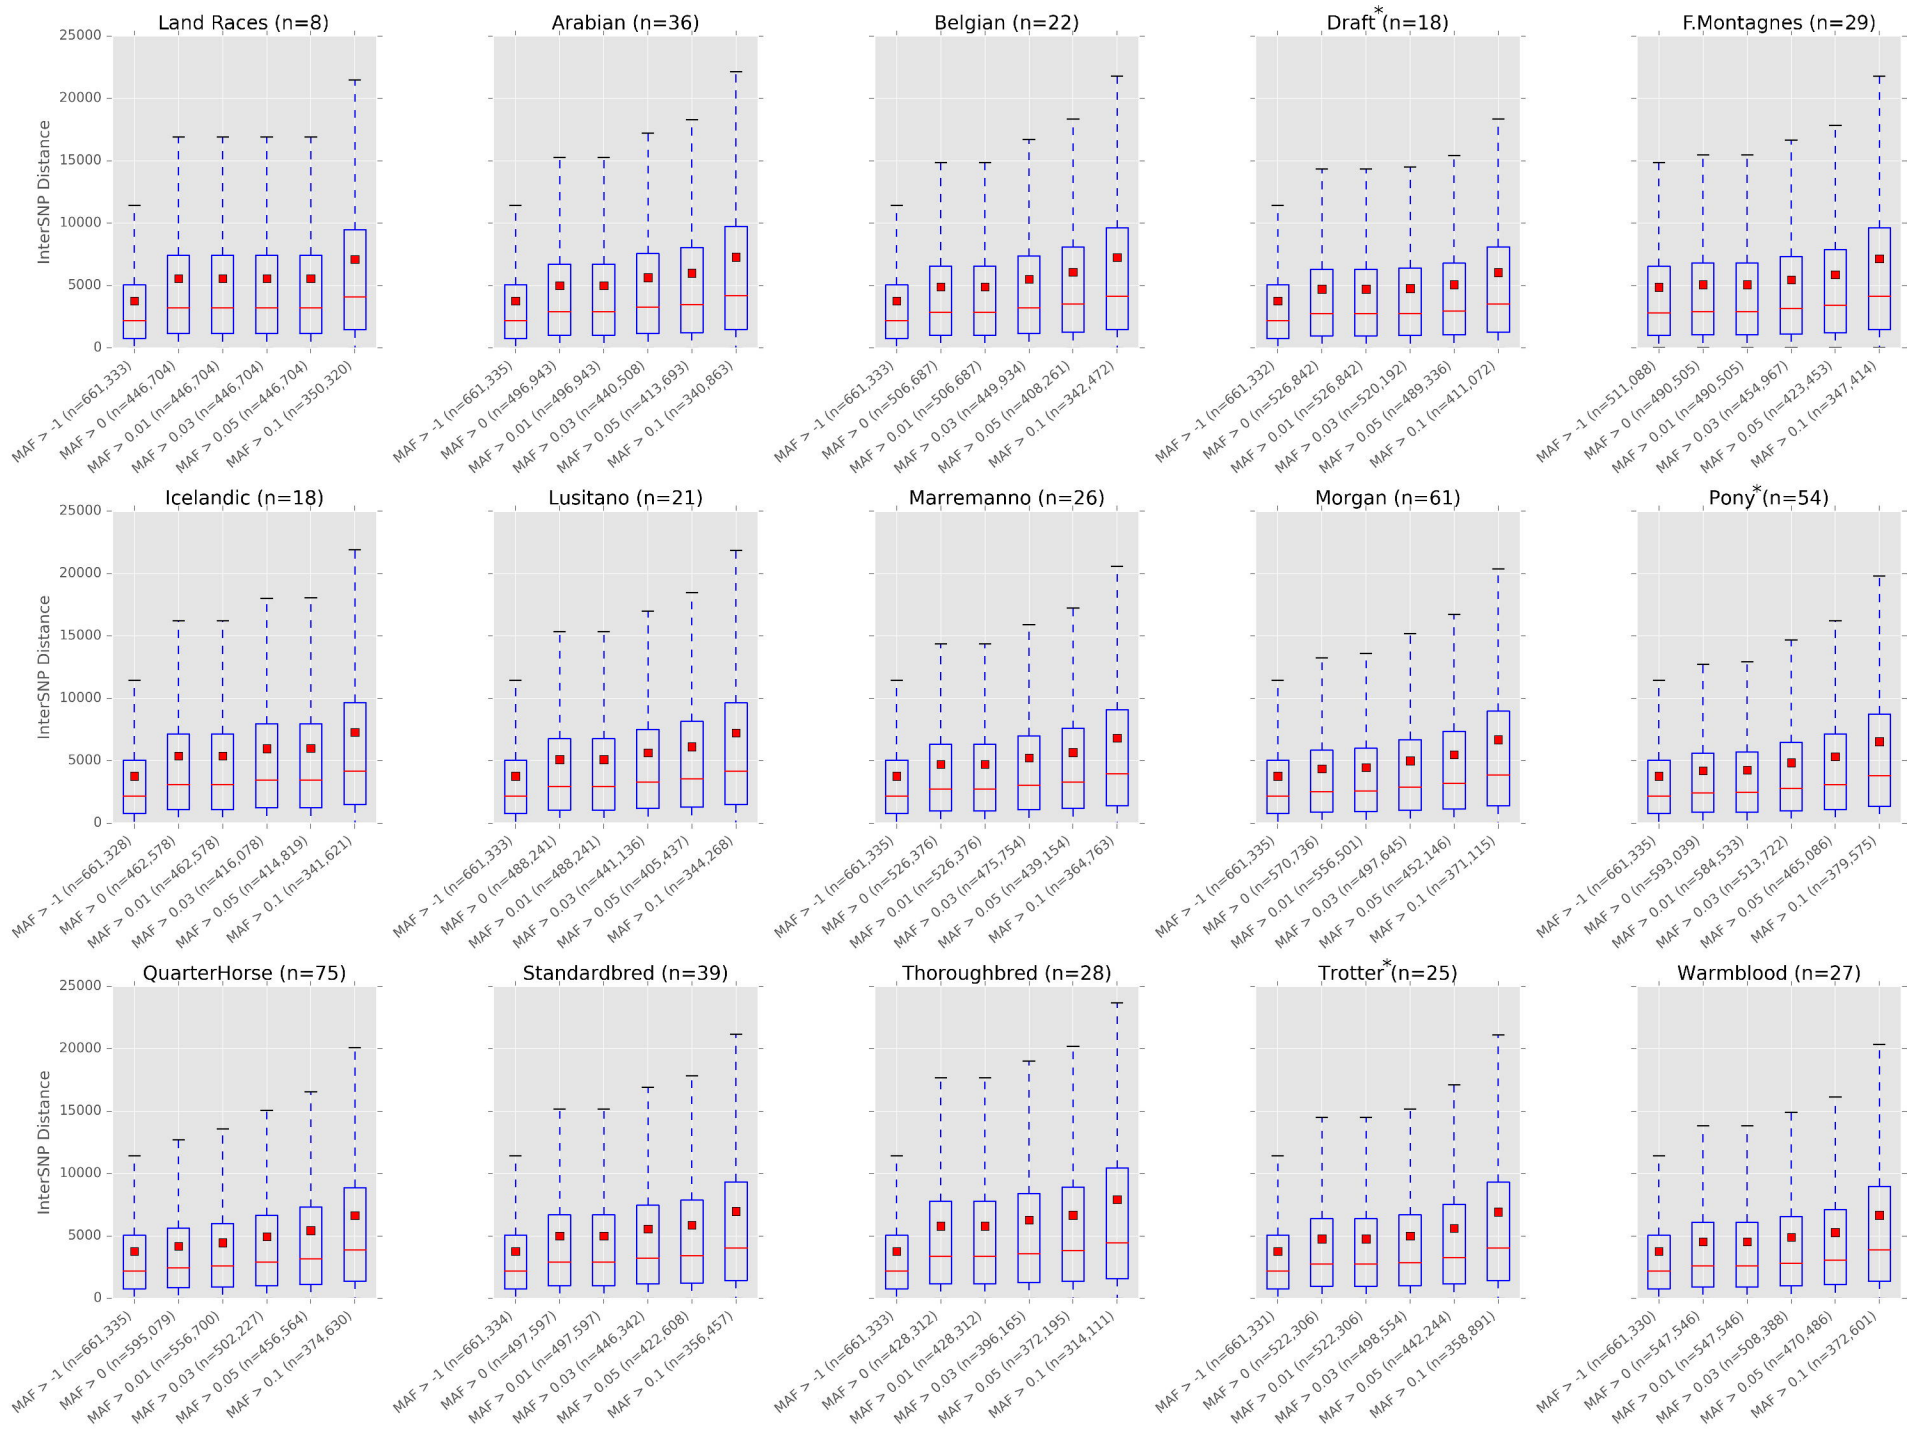 Land Races (n=8)
Arabian (n=36)
Belgian (n=22)
Draft*(n=18)
F.Montagnes (n=29)
InterSNP Distance
25000
20000
15000
10000
5000
0
MAF > -1 (n=661,333)
MAF > 0 (n=446,704)
MAF > 0.01 (n=446,704)
MAF > 0.03 (n=446,704)
MAF > 0.05 (n=446,704)
MAF > 0.1 (n=350,320)
MAF > -1 (n=661,335)
MAF > 0 (n=496,943)
MAF > 0.01 (n=496,943)
MAF > 0.03 (n=440,508)
MAF > 0.05 (n=413,693)
MAF > 0.1 (n=340,863)
MAF > -1 (n=661,333)
MAF > 0 (n=506,687)
MAF > 0.01 (n=506,687)
MAF > 0.03 (n=449,934)
MAF > 0.05 (n=408,261)
MAF > 0.1 (n=342,472)
MAF > -1 (n=661,332)
MAF > 0 (n=526,842)
MAF > 0.01 (n=526,842)
MAF > 0.03 (n=520,192)
MAF > 0.05 (n=489,336)
MAF > 0.1 (n=411,072)
MAF > -1 (n=511,088)
MAF > 0 (n=490,505)
MAF > 0.01 (n=490,505)
MAF > 0.03 (n=454,967)
MAF > 0.05 (n=423,453)
MAF > 0.1 (n=347,414)
Icelandic (n=18)
Lusitano (n=21)
Marremanno (n=26)
Morgan (n=61)
Pony*(n=54)
InterSNP Distance
25000
20000
15000
10000
5000
0
MAF > -1 (n=661,328)
MAF > 0 (n=462,578)
MAF > 0.01 (n=462,578)
MAF > 0.03 (n=416,078)
MAF > 0.05 (n=414,819)
MAF > 0.1 (n=341,621)
MAF > -1 (n=661,333)
MAF > 0 (n=488,241)
MAF > 0.01 (n=488,241)
MAF > 0.03 (n=441,136)
MAF > 0.05 (n=405,437)
MAF > 0.1 (n=344,268)
MAF > -1 (n=661,335)
MAF > 0 (n=526,376)
MAF > 0.01 (n=526,376)
MAF > 0.03 (n=475,754)
MAF > 0.05 (n=439,154)
MAF > 0.1 (n=364,763)
MAF > -1 (n=661,335)
MAF > 0 (n=570,736)
MAF > 0.01 (n=556,501)
MAF > 0.03 (n=497,645)
MAF > 0.05 (n=452,146)
MAF > 0.1 (n=371,115)
MAF > -1 (n=661,335)
MAF > 0 (n=593,039)
MAF > 0.01 (n=584,533)
MAF > 0.03 (n=513,722)
MAF > 0.05 (n=465,086)
MAF > 0.1 (n=379,575)
QuarterHorse (n=75)
Standardbred (n=39)
Thoroughbred (n=28)
Trotter*(n=25)
Warmblood (n=27)
InterSNP Distance
25000
20000
15000
10000
5000
0
MAF > -1 (n=661,335)
MAF > 0 (n=595,079)
MAF > 0.01 (n=556,700)
MAF > 0.03 (n=502,227)
MAF > 0.05 (n=456,564)
MAF > 0.1 (n=374,630)
MAF > -1 (n=661,334)
MAF > 0 (n=497,597)
MAF > 0.01 (n=497,597)
MAF > 0.03 (n=446,342)
MAF > 0.05 (n=422,608)
MAF > 0.1 (n=356,457)
MAF > -1 (n=661,333)
MAF > 0 (n=428,312)
MAF > 0.01 (n=428,312)
MAF > 0.03 (n=396,165)
MAF > 0.05 (n=372,195)
MAF > 0.1 (n=314,111)
MAF > -1 (n=661,331)
MAF > 0 (n=522,306)
MAF > 0.01 (n=522,306)
MAF > 0.03 (n=498,554)
MAF > 0.05 (n=442,244)
MAF > 0.1 (n=358,891)
MAF > -1 (n=661,330)
MAF > 0 (n=547,546)
MAF > 0.01 (n=547,546)
MAF > 0.03 (n=508,388)
MAF > 0.05 (n=470,486)
MAF > 0.1 (n=372,601)